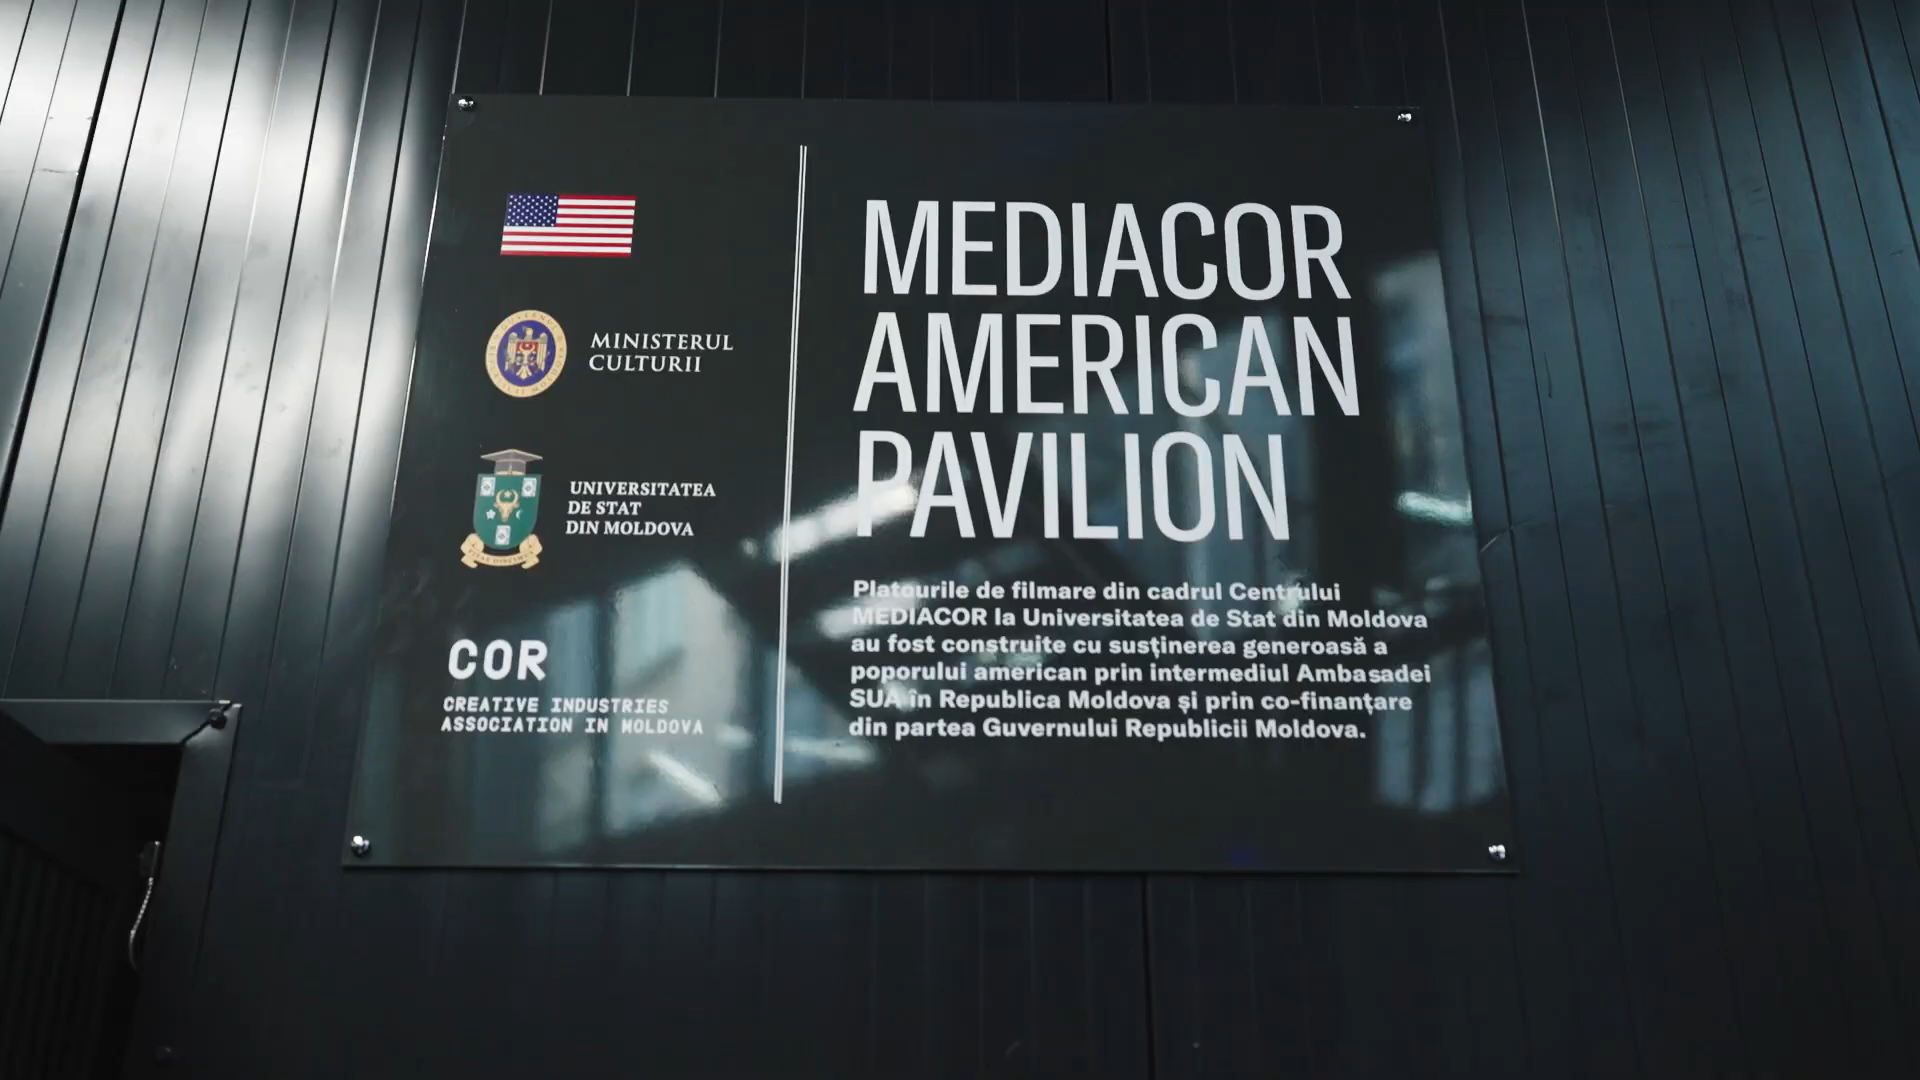 MINISTERUL
CULTURII
UNIVERSITATEA
DE STAT
DIN MOLDOVA
COR
CREATIVE INDUSTRIES
ASSOCIATION IN MOLDOVA
MEDIACOR
AMERICAN
PAVILION
Platourile de filmare din cadrul Centrului
MEDIACOR la Universitatea de Stat din Moldova
au fost construite cu susținerea generoasă a
poporului american prin intermediul Ambasadei
SUA în Republica Moldova și prin co-finanțare
din partea Guvernului Republicii Moldova.